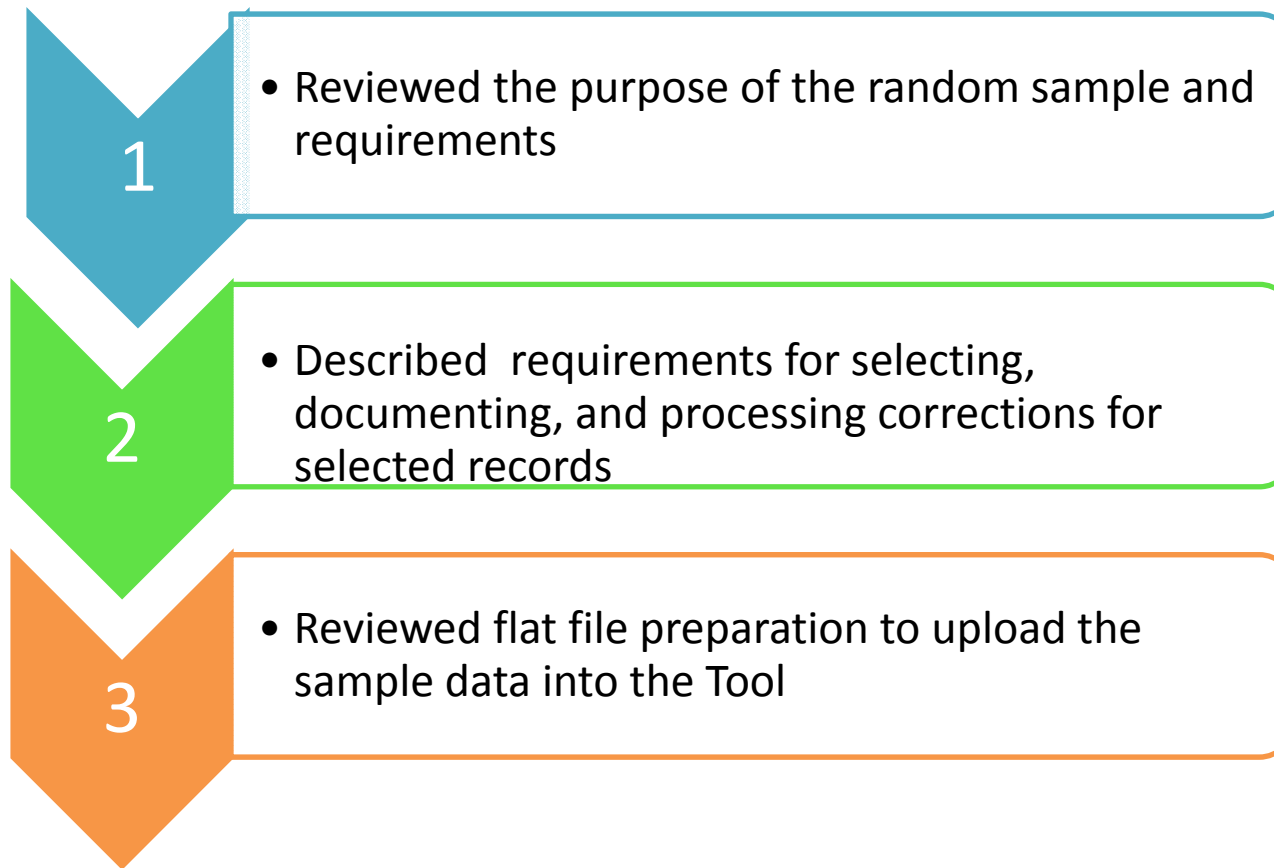 1
• Reviewed the purpose of the random sample and
requirements
2
• Described  requirements for selecting,
documenting, and processing corrections for
selected records
3
• Reviewed flat file preparation to upload the
sample data into the Tool